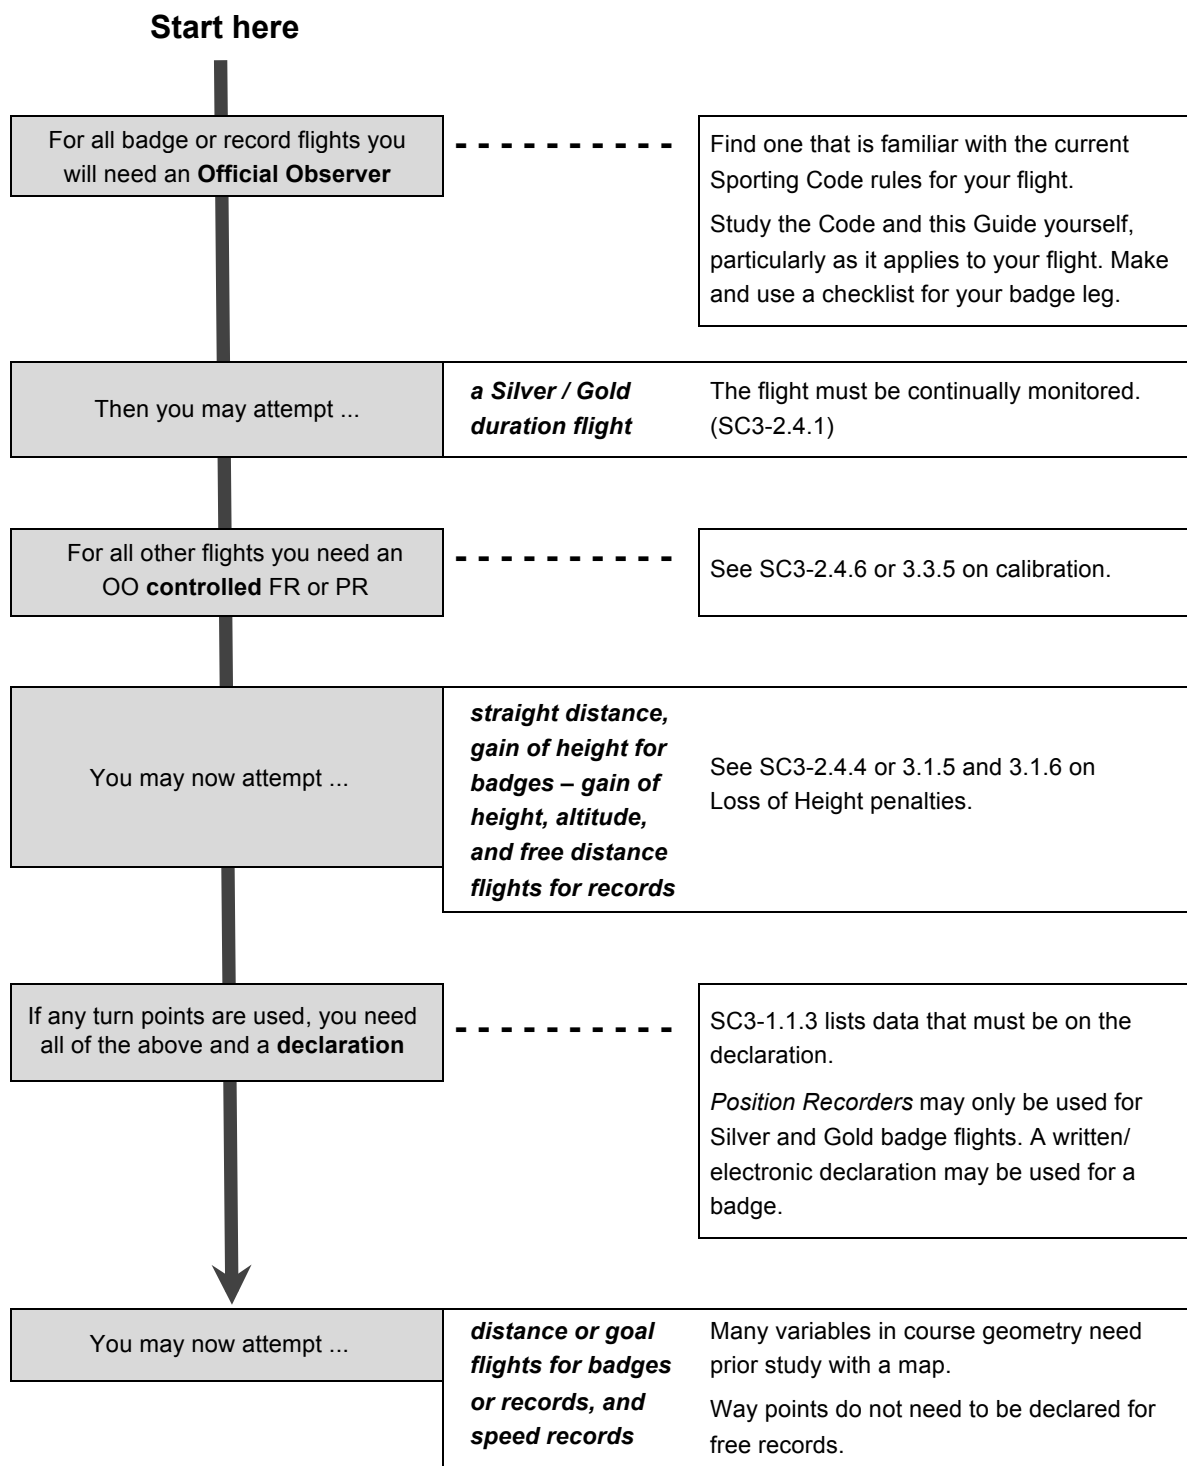 Start here
For all badge or record flights you
will need an Official Observer
- - - - - - - - - -
Find one that is familiar with the current
Sporting Code rules for your flight.
Study the Code and this Guide yourself,
particularly as it applies to your flight. Make
and use a checklist for your badge leg.
Then you may attempt ...
a Silver / Gold
duration flight
The flight must be continually monitored.
(SC3-2.4.1)
For all other flights you need an
OO controlled FR or PR
- - - - - - - - - -
See SC3-2.4.6 or 3.3.5 on calibration.
You may now attempt ...
straight distance,
gain of height for
badges – gain of
height, altitude,
and free distance
flights for records
See SC3-2.4.4 or 3.1.5 and 3.1.6 on
Loss of Height penalties.
If any turn points are used, you need
all of the above and a declaration
- - - - - - - - - -
SC3-1.1.3 lists data that must be on the
declaration.
Position Recorders may only be used for
Silver and Gold badge flights. A written/
electronic declaration may be used for a
badge.
You may now attempt ...
distance or goal
flights for badges
or records, and
speed records
Many variables in course geometry need
prior study with a map.
Way points do not need to be declared for
free records.